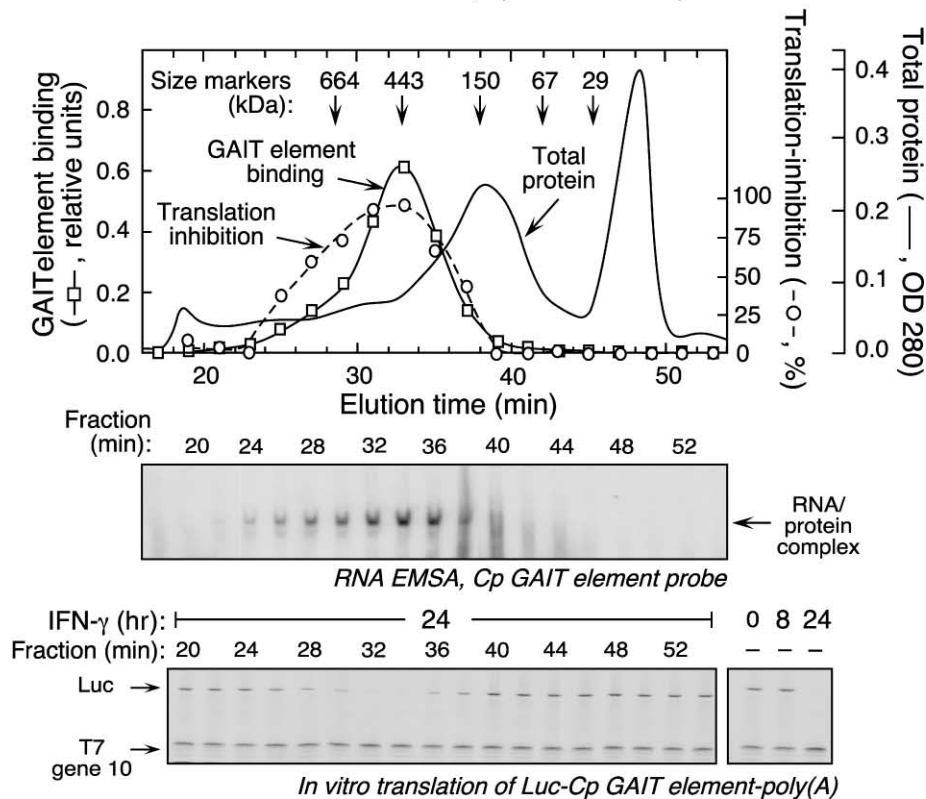 Size markers 664 443 150 67 29
(kDa):
GAIT element
binding
Translation
inhibition
Total
protein
GAITelement binding
(–□–, relative units)
0.8
0.6
0.4
0.2
0.0
100
75
50
25
0
Translation-inhibition (-o-, %)
0.4
0.3
0.2
0.1
0.0
Total protein (——, OD 280)
20 30 40 50
Elution time (min)
Fraction
(min): 20 24 28 32 36 40 44 48 52
RNA/
protein
complex
RNA EMSA, Cp GAIT element probe
IFN-γ (hr): 24 0 8 24
Fraction (min): 20 24 28 32 36 40 44 48 52 – – –
Luc
T7
gene 10
In vitro translation of Luc-Cp GAIT element-poly(A)